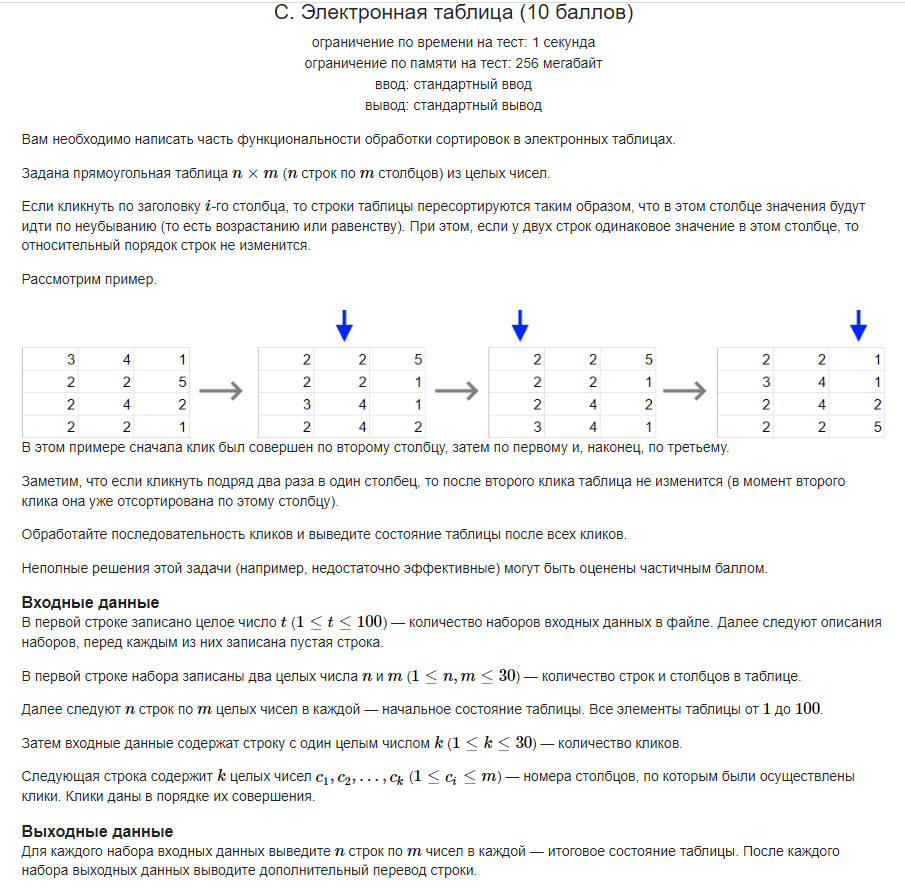 С. Электронная таблица (10 баллов)
ограничение по времени на тест: 1 секунда
ограничение по памяти на тест: 256 мегабайт
ввод: стандартный ввод
вывод: стандартный вывод
Вам необходимо написать часть функциональности обработки сортировок в электронных таблицах.
Задана прямоугольная таблица n × m (n строк по m столбцов) из целых чисел.
Если кликнуть по заголовку i-го столбца, то строки таблицы пересортируются таким образом, что в этом столбце значения будут
идти по неубыванию (то есть возрастанию или равенству). При этом, если у двух строк одинаковое значение в этом столбце, то
относительный порядок строк не изменится.
Рассмотрим пример.
3 4 1 2 2 5 2 2 5 2 2 1
2 2 5 2 2 1 2 2 1 3 4 1
2 4 2 3 4 1 2 4 2 2 4 2
2 2 1 2 4 2 3 4 1 2 2 5
В этом примере сначала клик был совершен по второму столбцу, затем по первому и, наконец, по третьему.
Заметим, что если кликнуть подряд два раза в один столбец, то после второго клика таблица не изменится (в момент второго
клика она уже отсортирована по этому столбцу).
Обработайте последовательность кликов и выведите состояние таблицы после всех кликов.
Неполные решения этой задачи (например, недостаточно эффективные) могут быть оценены частичным баллом.
Входные данные
В первой строке записано целое число t (1 ≤ t ≤ 100) — количество наборов входных данных в файле. Далее следуют описания
наборов, перед каждым из них записана пустая строка.
В первой строке набора записаны два целых числа n и m (1 ≤ n, m ≤ 30) — количество строк и столбцов в таблице.
Далее следуют n строк по m целых чисел в каждой — начальное состояние таблицы. Все элементы таблицы от 1 до 100.
Затем входные данные содержат строку с один целым числом k (1 ≤ k ≤ 30) — количество кликов.
Следующая строка содержит k целых чисел c₁, c₂, . . . , cₖ (1 ≤ cᵢ ≤ m) — номера столбцов, по которым были осуществлены
клики. Клики даны в порядке их совершения.
Выходные данные
Для каждого набора входных данных выведите n строк по m чисел в каждой — итоговое состояние таблицы. После каждого
набора выходных данных выводите дополнительный перевод строки.